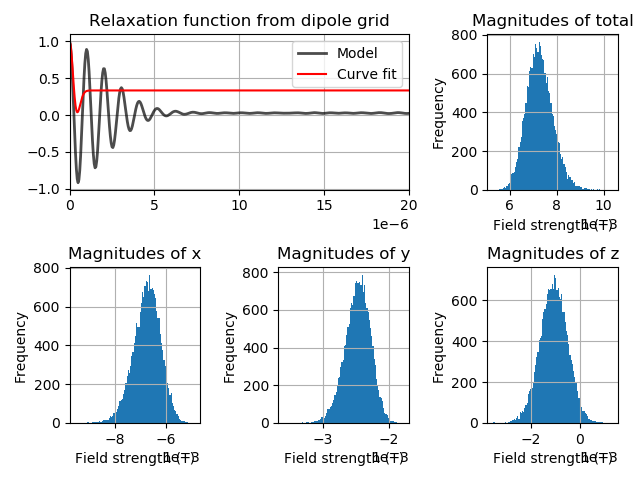 Relaxation function from dipole grid
1.0
0.5
0.0
−0.5
−1.0
Model
Curve fit
0 5 10 15 20
1e−6
Magnitudes of total
Frequency
800
600
400
200
0
6 8 10
Field strength (T)
1e−3
Magnitudes of x
Frequency
800
600
400
200
0
−8 −6
Field strength (T)
1e−3
Magnitudes of y
Frequency
800
600
400
200
0
−3 −2
Field strength (T)
1e−3
Magnitudes of z
Frequency
600
400
200
0
−2 0
Field strength (T)
1e−3